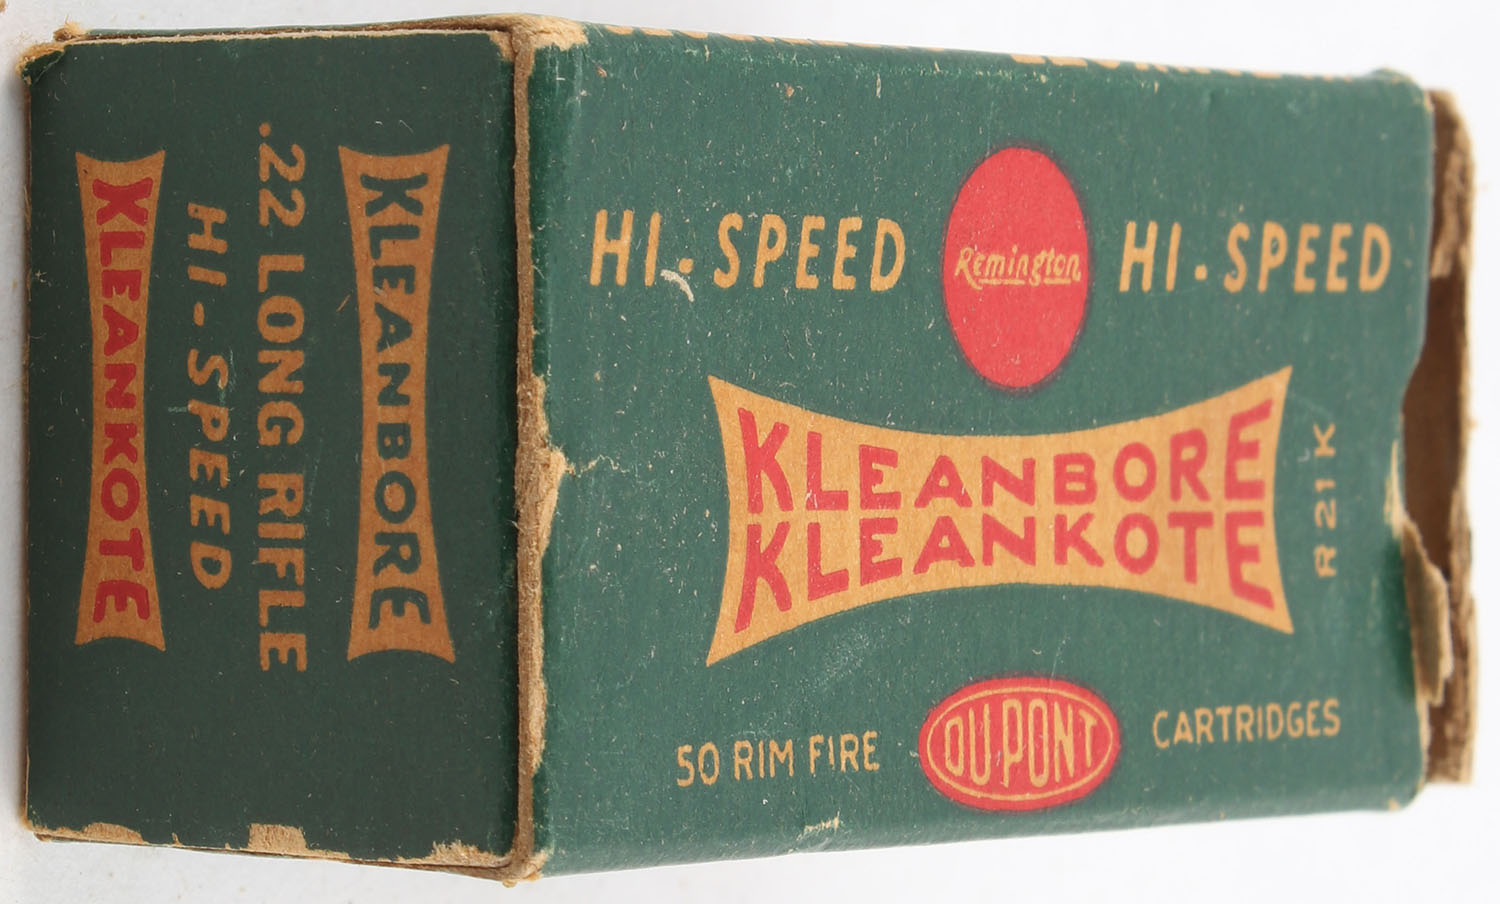 KLEANBORE
.22 LONG RIFLE
HI-SPEED
KLEANKOTE
HI-SPEED
Remington
HI-SPEED
KLEANBORE
KLEANKOTE
R21K
50 RIM FIRE
DU PONT
CARTRIDGES